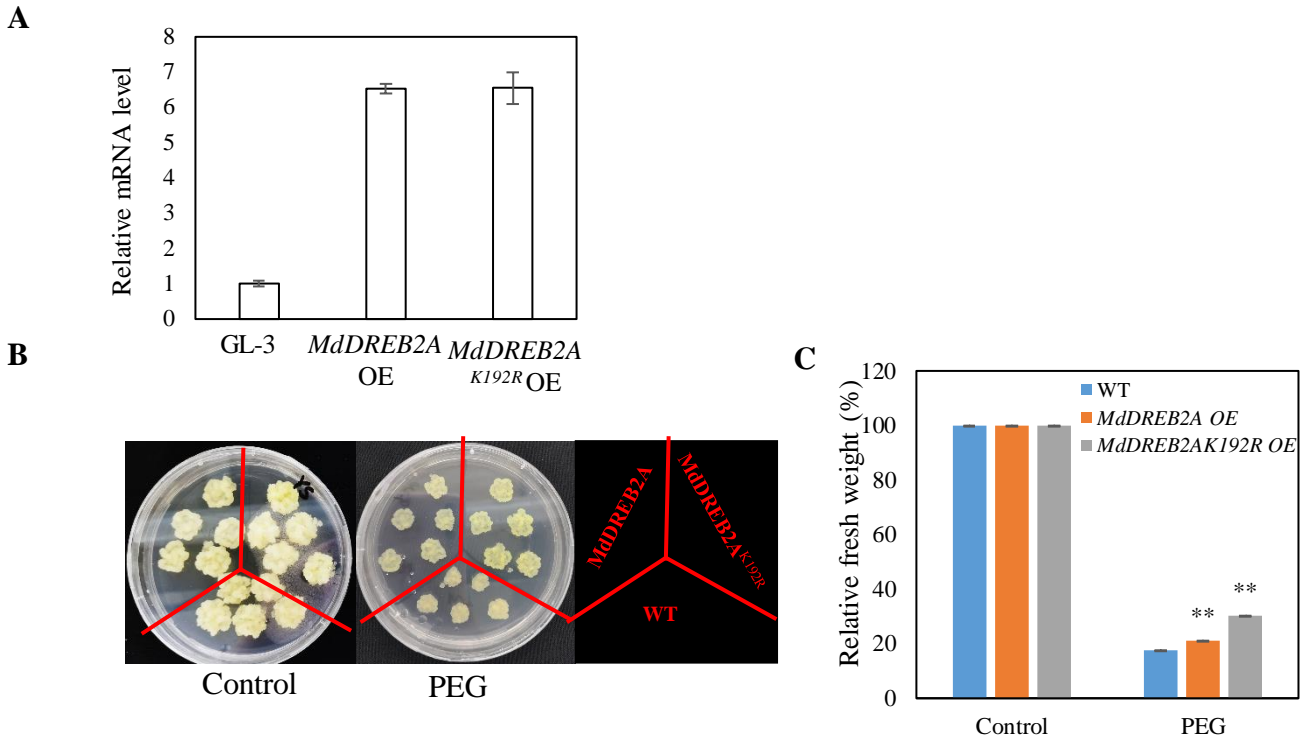 A
Relative mRNA level
8
7
6
5
4
3
2
1
0
GL-3
MdDREB2A
OE
MdDREB2A
K192R OE
B
YS
MdDREB2A
MdDREB2AK192R
WT
Control
PEG
C
Relative fresh weight (%)
120
100
80
60
40
20
0
WT
MdDREB2A OE
MdDREB2AK192R OE
**
**
Control
PEG